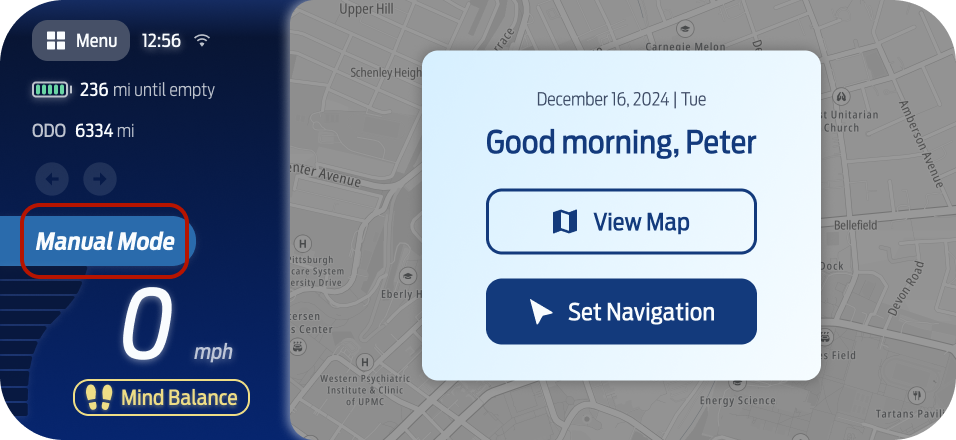 Menu 12:56
236 mi until empty
ODO 6334 mi
Manual Mode
0 mph
Mind Balance
December 16, 2024 | Tue
Good morning, Peter
View Map
Set Navigation
Upper Hill
Schenley Heigh
Carnegie Melon
st Unitarian
Church
Amberson Avenue
enter Avenue
Bellefield
Pittsburgh
care System
ersity Drive
Eberly H
Dock
Devon Road
tersen
s Center
es Field
Western Psychiatric
Institute & Clinic
of UPMC
Energy Science
Tartans Pavil